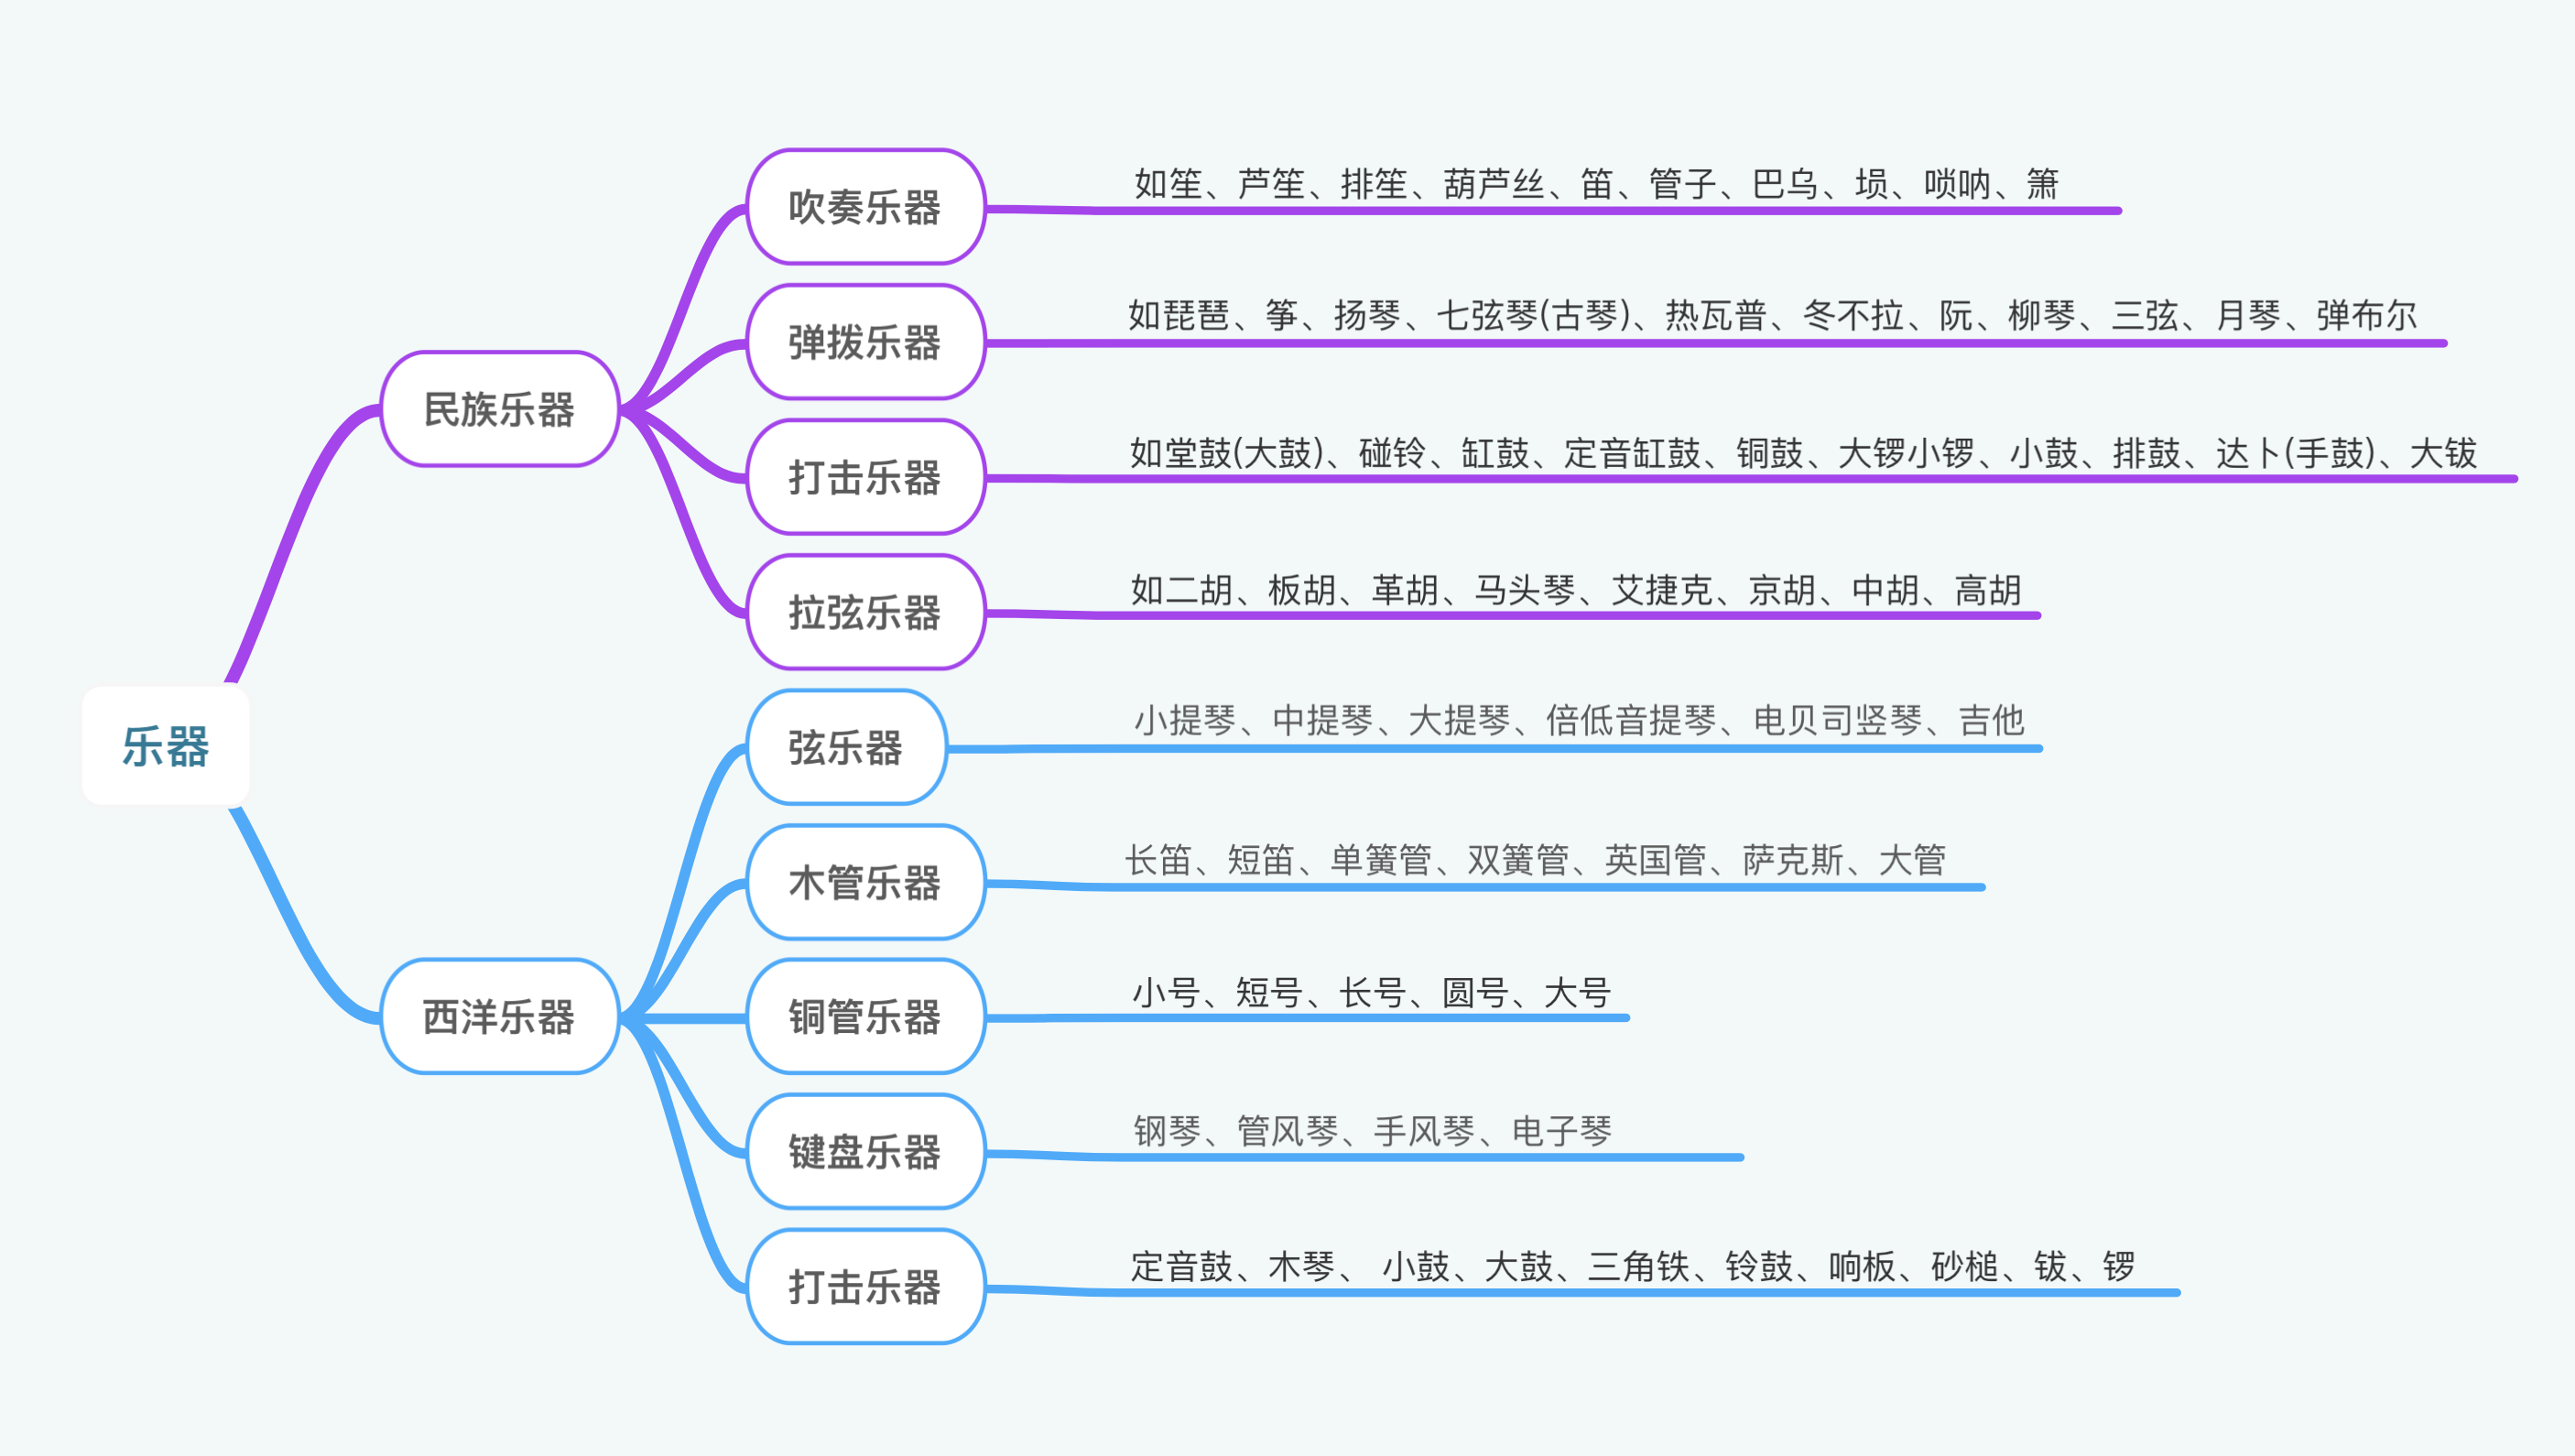 乐器
民族乐器
吹奏乐器
如笙、芦笙、排笙、葫芦丝、笛、管子、巴乌、埙、唢呐、箫
弹拨乐器
如琵琶、筝、扬琴、七弦琴(古琴)、热瓦普、冬不拉、阮、柳琴、三弦、月琴、弹布尔
打击乐器
如堂鼓(大鼓)、碰铃、缸鼓、定音缸鼓、铜鼓、大锣小锣、小鼓、排鼓、达卜(手鼓)、大钹
拉弦乐器
如二胡、板胡、革胡、马头琴、艾捷克、京胡、中胡、高胡
西洋乐器
弦乐器
小提琴、中提琴、大提琴、倍低音提琴、电贝司竖琴、吉他
木管乐器
长笛、短笛、单簧管、双簧管、英国管、萨克斯、大管
铜管乐器
小号、短号、长号、圆号、大号
键盘乐器
钢琴、管风琴、手风琴、电子琴
打击乐器
定音鼓、木琴、 小鼓、大鼓、三角铁、铃鼓、响板、砂槌、钹、锣